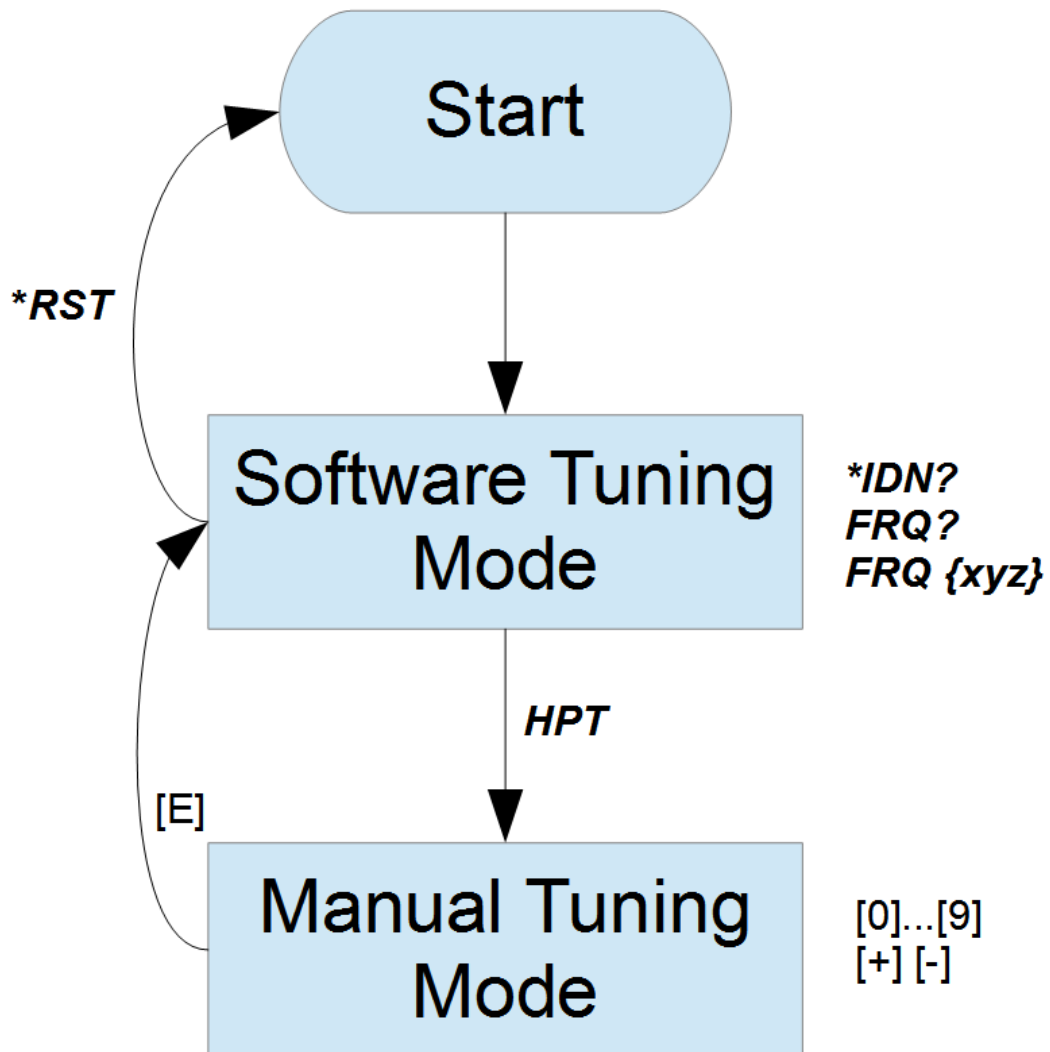 Start
*RST
Software Tuning
Mode
*IDN?
FRQ?
FRQ {xyz}
HPT
[E]
Manual Tuning
Mode
[0]...[9]
[+] [-]